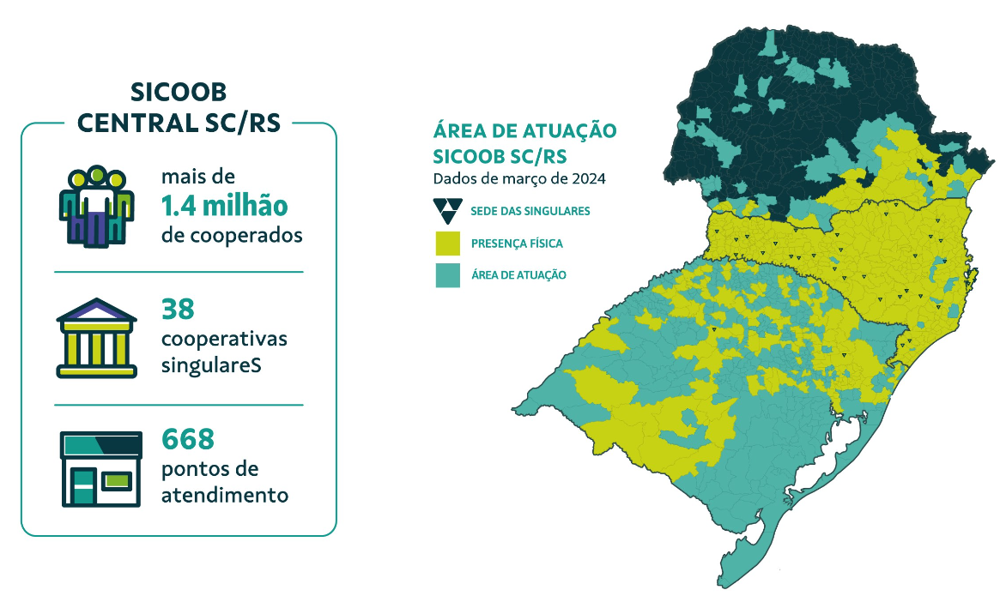 SICOOB
CENTRAL SC/RS
mais de
1.4 milhão
de cooperados
38
cooperativas
singulareS
668
pontos de
atendimento
ÁREA DE ATUAÇÃO
SICOOB SC/RS
Dados de março de 2024
SEDE DAS SINGULARES
PRESENÇA FÍSICA
ÁREA DE ATUAÇÃO